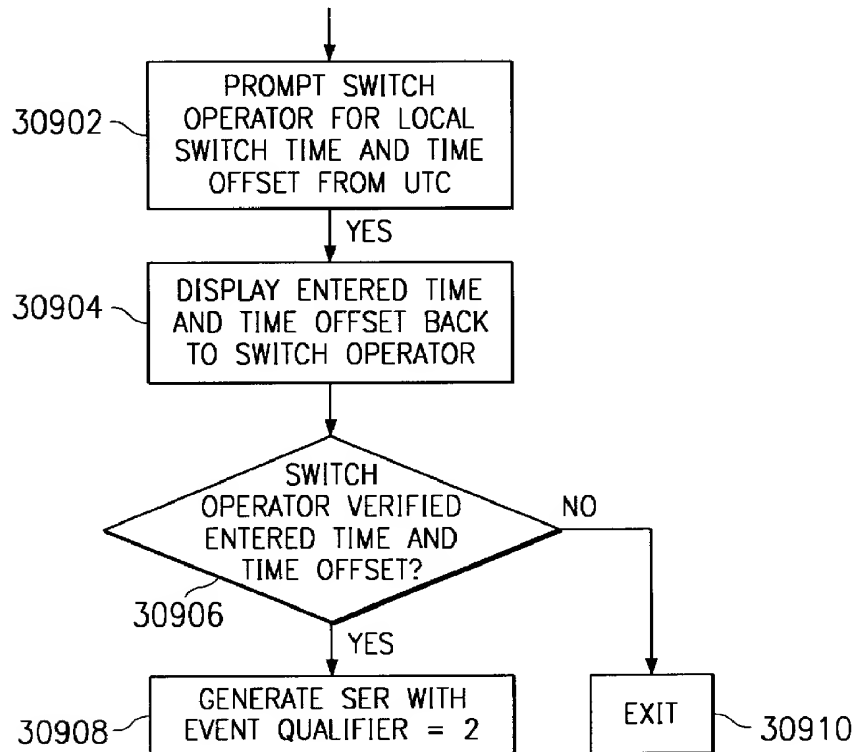 30902
PROMPT SWITCH
OPERATOR FOR LOCAL
SWITCH TIME AND TIME
OFFSET FROM UTC
YES
30904
DISPLAY ENTERED TIME
AND TIME OFFSET BACK
TO SWITCH OPERATOR
SWITCH
OPERATOR VERIFIED
ENTERED TIME AND
TIME OFFSET?
NO
30906
YES
30908
GENERATE SER WITH
EVENT QUALIFIER = 2
EXIT
30910